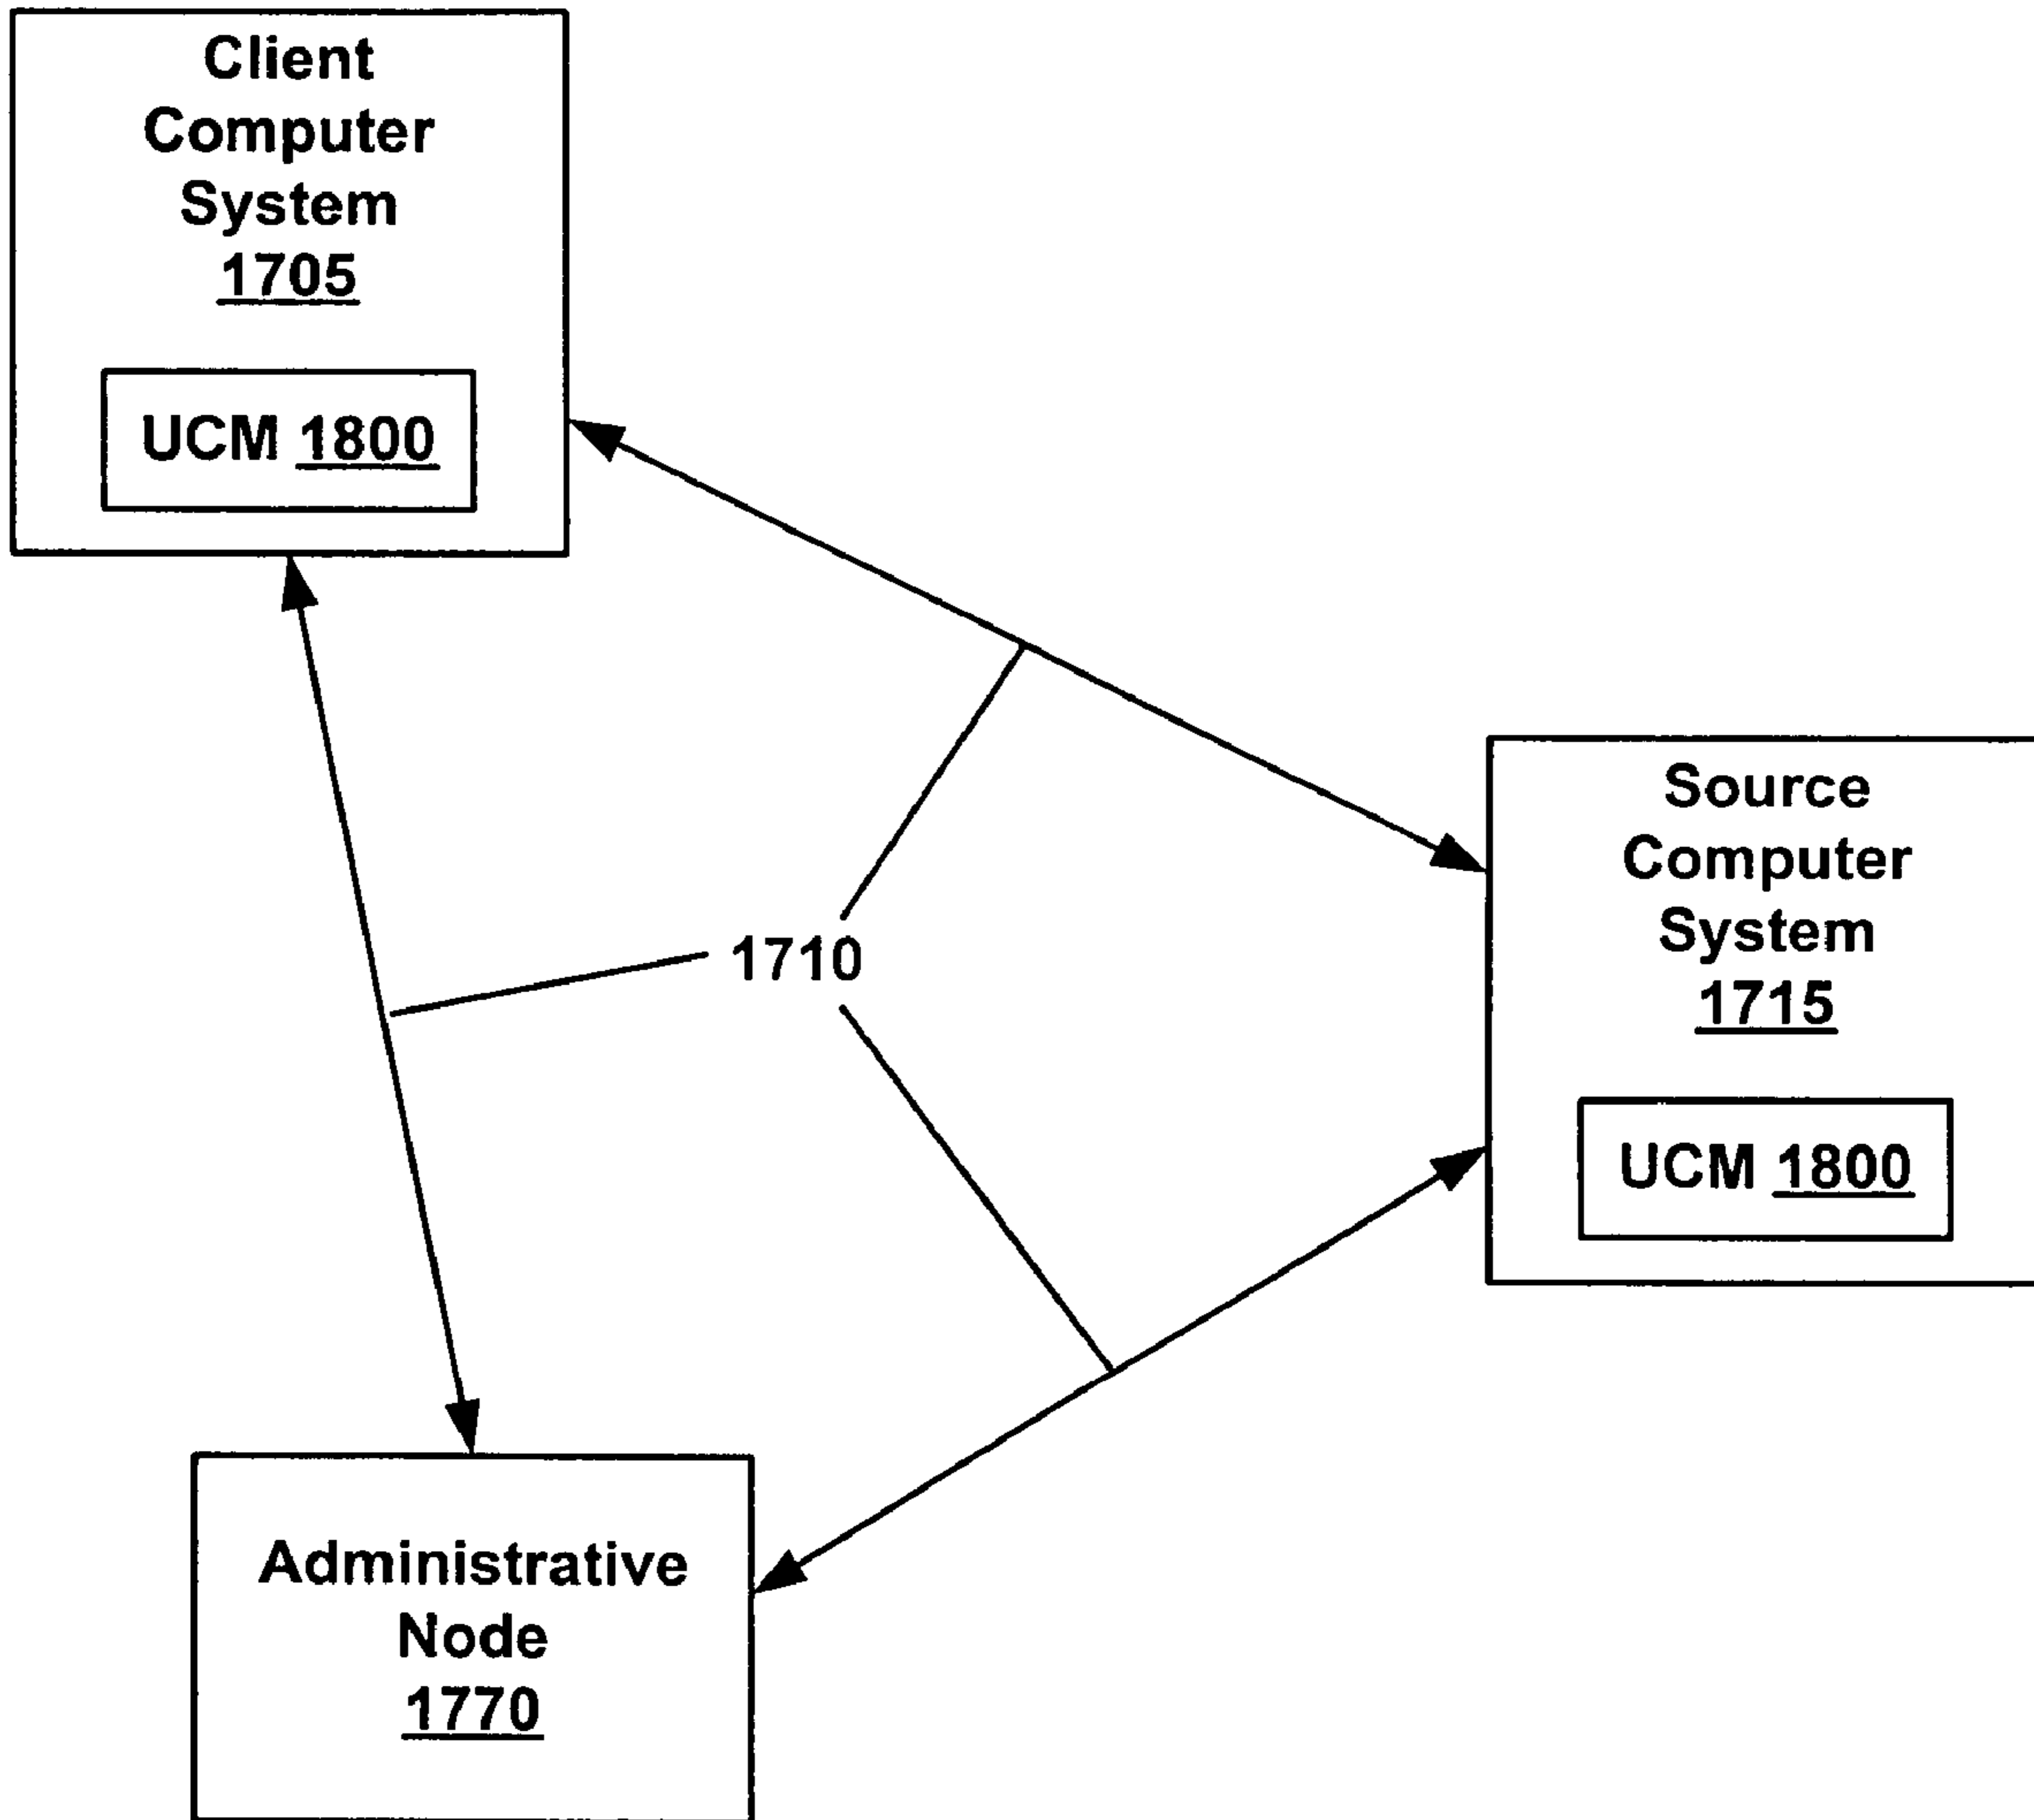 Client
Computer
System
1705
UCM 1800
1710
Source
Computer
System
1715
UCM 1800
Administrative
Node
1770